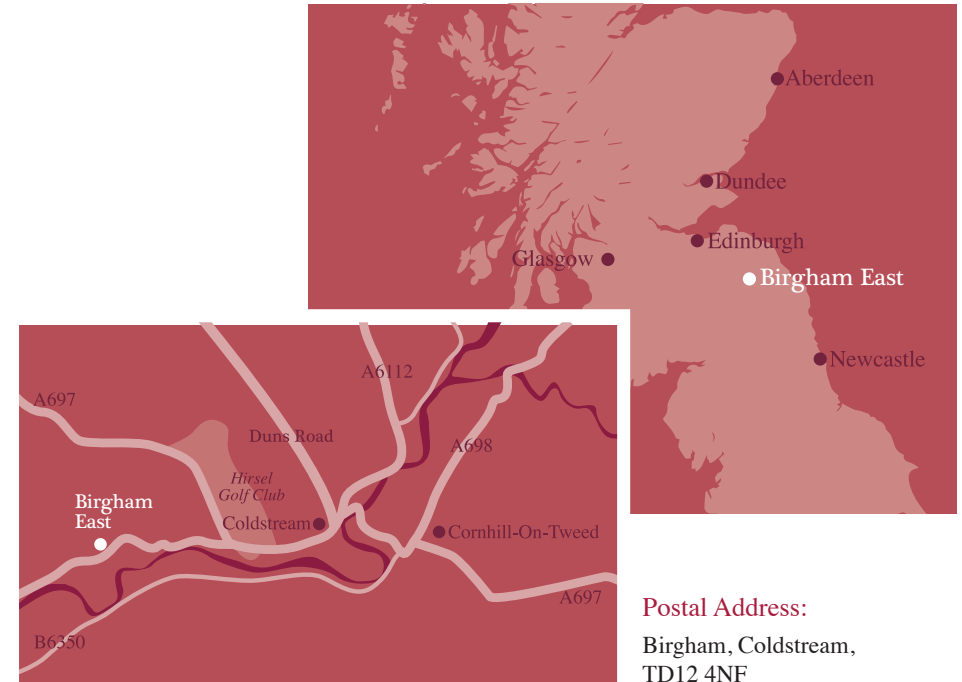 Aberdeen
Dundee
Edinburgh
Glasgow
Birgham East
Newcastle
A6112
A697
Duns Road
A698
Hirsel
Golf Club
Birgham
East
Coldstream
Cornhill-On-Tweed
A697
B6350
Postal Address:
Birgham, Coldstream,
TD12 4NF